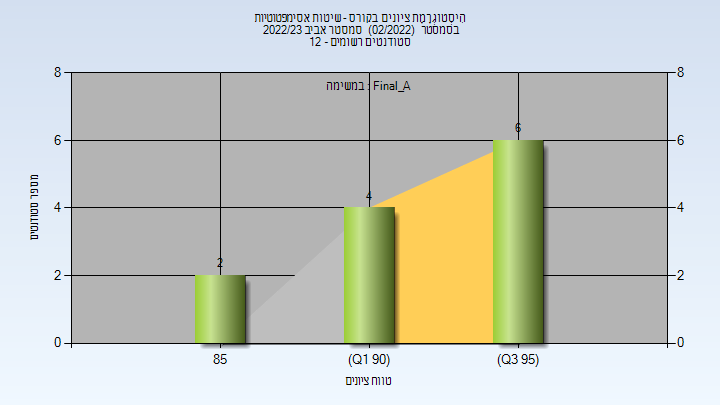 היסטוגרמת ציונים בקורס - שיטות אסימפטוטיות
בסמסטר (02/2022) סמסטר אביב 2022/23
סטודנטים רשומים - 12
במשימה : Final_A
8 8
6 6
4 4
2 2
0 0
2
4
6
מספר סטודנטים
85 (Q1 90) (Q3 95)
טווח ציונים